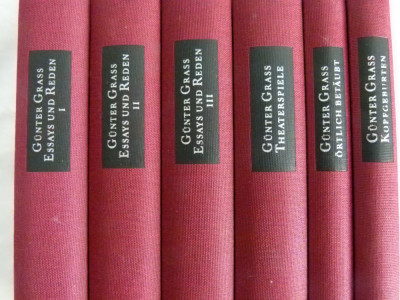 GÜNTER GRASS
ESSAYS UND REDEN
I
GÜNTER GRASS
ESSAYS UND REDEN
II
GÜNTER GRASS
ESSAYS UND REDEN
III
GÜNTER GRASS
THEATERSPIELE
GÜNTER GRASS
ÖRTLICH BETÄUBT
GÜNTER GRASS
KOPFGEBURTEN